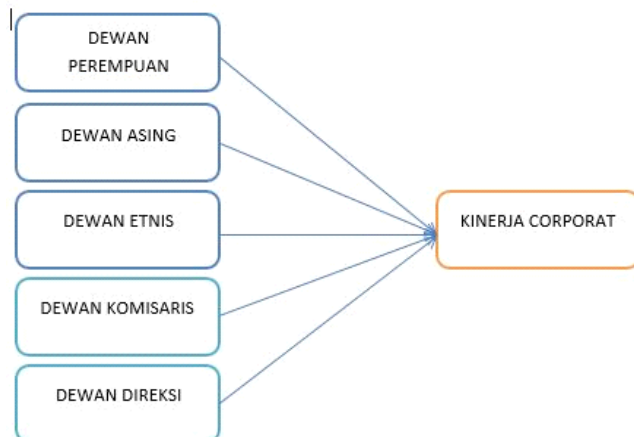 DEWAN
PEREMPUAN
DEWAN ASING
DEWAN ETNIS
DEWAN KOMISARIS
DEWAN DIREKSI
KINERJA CORPORAT